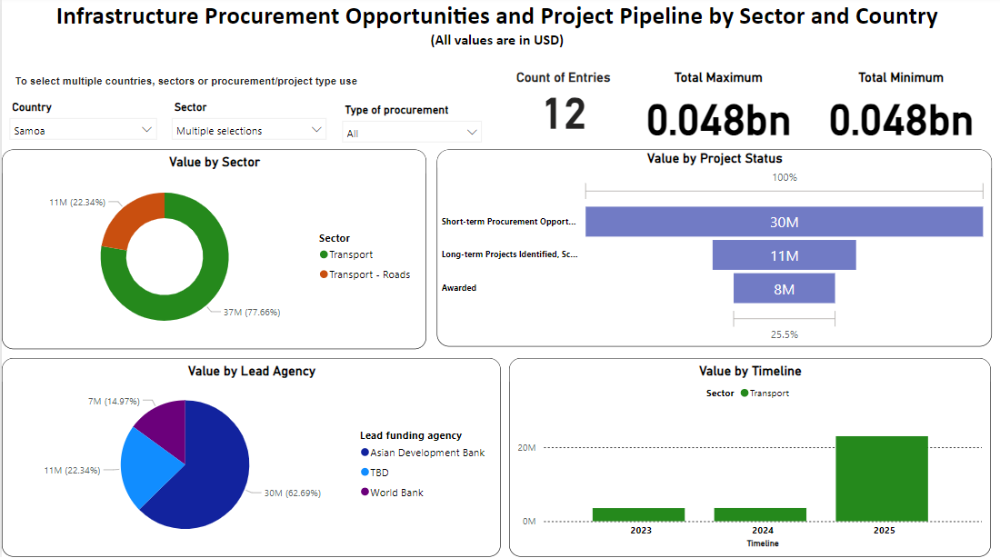 Infrastructure Procurement Opportunities and Project Pipeline by Sector and Country
(All values are in USD)
To select multiple countries, sectors or procurement/project type use
Country
Samoa
Sector
Multiple selections
Type of procurement
All
Count of Entries
12
Total Maximum
0.048bn
Total Minimum
0.048bn
Value by Sector
11M (22.34%)
37M (77.66%)
Sector
Transport
Transport - Roads
Value by Project Status
100%
Short-term Procurement Opport...
30M
Long-term Projects Identified, Sc...
11M
Awarded
8M
25.5%
Value by Lead Agency
7M (14.97%)
11M (22.34%)
30M (62.69%)
Lead funding agency
Asian Development Bank
TBD
World Bank
Value by Timeline
Sector Transport
20M
0M
2023 2024 2025
Timeline